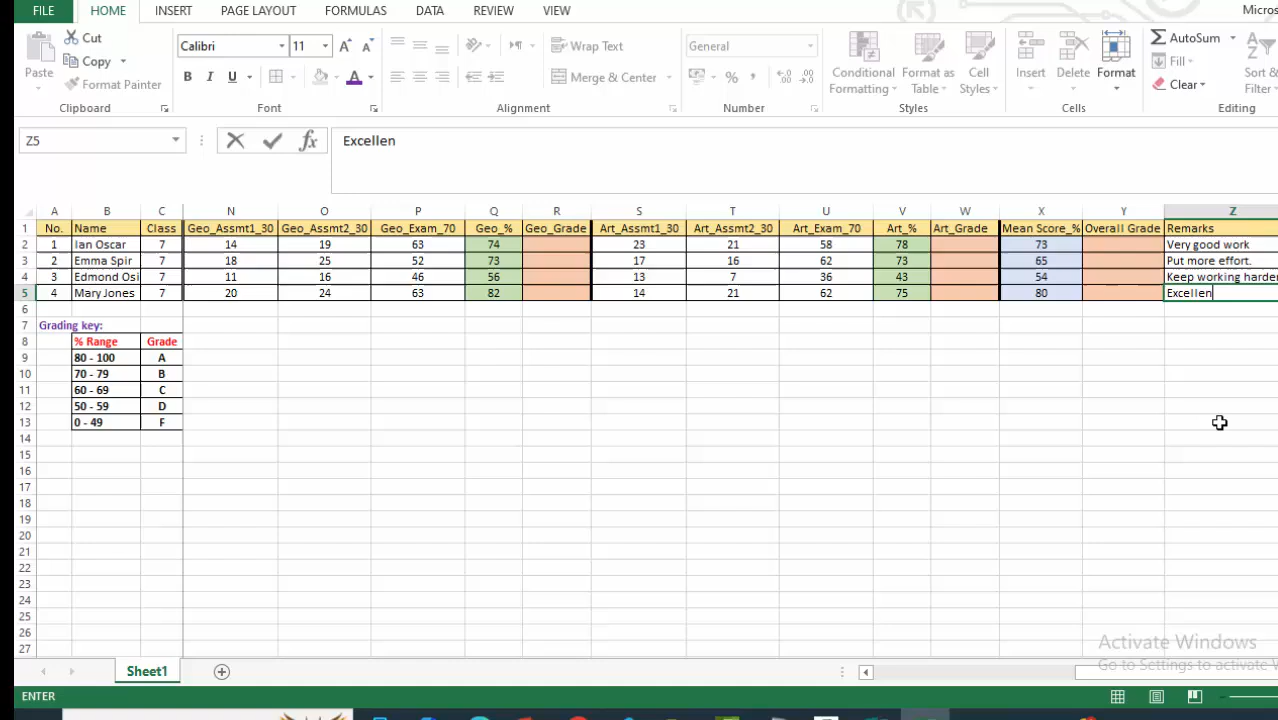 FILE HOME INSERT PAGE LAYOUT FORMULAS DATA REVIEW VIEW Micros
Cut Calibri 11 Wrap Text General AutoSum
Paste Copy Conditional Formatting Format as Table Cell Styles Insert Delete Format Fill Sort & Filter
Format Painter B I U A Merge & Center % Clear
Clipboard Font Alignment Number Styles Cells Editing
Z5 fx Excellen
A B C N O P Q R S T U V W X Y Z
1 No. Name Class Geo_Assmt1_30 Geo_Assmt2_30 Geo_Exam_70 Geo_% Geo_Grade Art_Assmt1_30 Art_Assmt2_30 Art_Exam_70 Art_% Art_Grade Mean Score_% Overall Grade Remarks
2 1 Ian Oscar 7 14 19 63 74 23 21 58 78 73 Very good work
3 2 Emma Spir 7 18 25 52 73 17 16 62 73 65 Put more effort.
4 3 Edmond Osi 7 11 16 46 56 13 7 36 43 54 Keep working harder
5 4 Mary Jones 7 20 24 63 82 14 21 62 75 80 Excellen
6
7 Grading key:
8 % Range Grade
9 80 - 100 A
10 70 - 79 B
11 60 - 69 C
12 50 - 59 D
13 0 - 49 F
14
15
16
17
18
19
20
21
22
23
24
25
26
27
Activate Windows
Go to Settings to activate W
Sheet1
ENTER